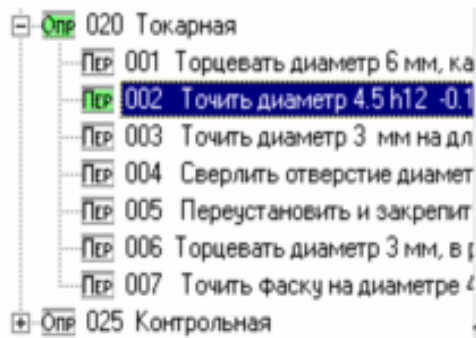 Опр 020 Токарная
Пер 001 Торцевать диаметр 6 мм, ка
Пер 002 Точить диаметр 4.5 h12 -0.1
Пер 003 Точить диаметр 3 мм на дл
Пер 004 Сверлить отверстие диамет
Пер 005 Переустановить и закрепит
Пер 006 Торцевать диаметр 3 мм, в р
Пер 007 Точить фаску на диаметре 4
Опр 025 Контрольная